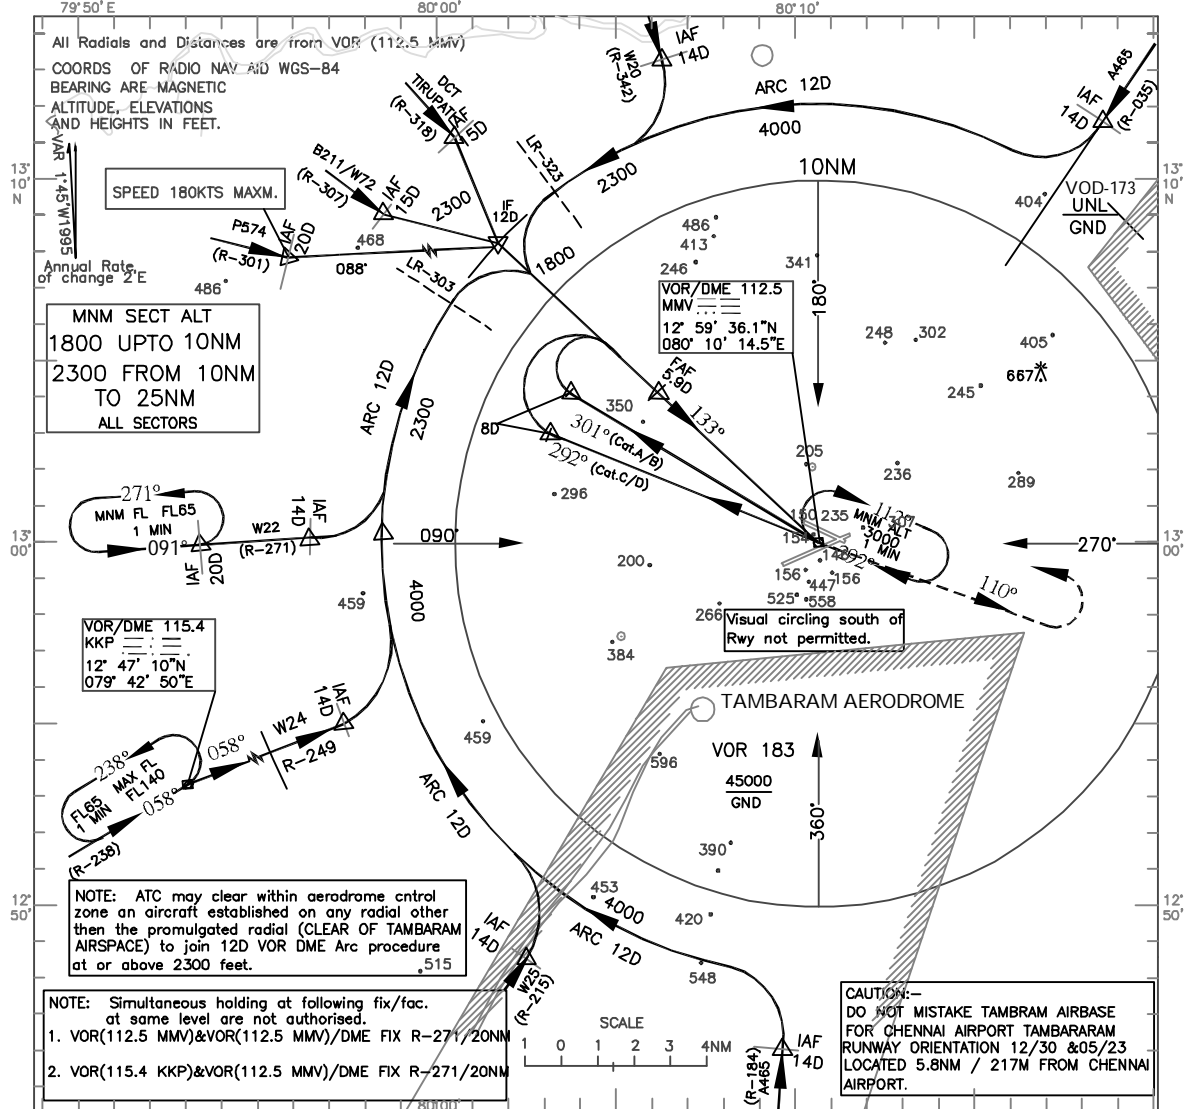 79°50'E
80°00'
80°10'
All Radials and Distances are from VOR (112.5 MMV)
COORDS OF RADIO NAV AID WGS-84
BEARING ARE MAGNETIC
ALTITUDE, ELEVATIONS
AND HEIGHTS IN FEET.
VAR 1°45'W1995
Annual Rate
of change 2'E
13°
10'
N
SPEED 180KTS MAXM.
P574
(R-301)
IAF
20D
B211/W72
(R-307)
IAF
15D
DCT
TIRUPATI
(R-318)
IAF
15D
W20
(R-342)
IAF
14D
A465
(R-035)
IAF
14D
ARC 12D
4000
2300
10NM
LR-323
LR-303
IF
12D
2300
088°
468
486
1800
404
VOD-173
UNL
GND
13°
10'
486
413
246
341
180°
VOR/DME 112.5
MMV
12° 59' 36.1"N
080° 10' 14.5"E
248
302
405
667
245
MNM SECT ALT
1800 UPTO 10NM
2300 FROM 10NM
TO 25NM
ALL SECTORS
ARC 12D
2300
FAF
5.9D
133°
350
8D
301° (Cat.A/B)
292° (Cat.C/D)
205
236
289
296
271°
MNM FL FL65
1 MIN
091°
IAF
20D
W22
(R-271)
IAF
14D
090°
13°
00'
150
235
307
112°
MNM ALT
3000
1 MIN
154
146
292°
156
156
447
525
558
110°
270°
13°
00'
200
266
459
4000
384
Visual circling south of
Rwy not permitted.
VOR/DME 115.4
KKP
12° 47' 10"N
079° 42' 50"E
IAF
14D
W24
R-249
058°
238°
MAX FL
FL140
FL65
1 MIN
058°
(R-238)
TAMBARAM AERODROME
VOR 183
45000
GND
459
596
360°
ARC 12D
390
453
4000
420
ARC 12D
548
12°
50'
12°
50'
NOTE: ATC may clear within aerodrome cntrol
zone an aircraft established on any radial other
then the promulgated radial (CLEAR OF TAMBARAM
AIRSPACE) to join 12D VOR DME Arc procedure
at or above 2300 feet.
515
IAF
14D
W25
(R-215)
NOTE: Simultaneous holding at following fix/fac.
at same level are not authorised.
1. VOR(112.5 MMV)&VOR(112.5 MMV)/DME FIX R-271/20NM
2. VOR(115.4 KKP)&VOR(112.5 MMV)/DME FIX R-271/20NM
SCALE
1 0 1 2 3 4NM
(R-184)
A465
IAF
14D
CAUTION:-
DO NOT MISTAKE TAMBRAM AIRBASE
FOR CHENNAI AIRPORT TAMBARARAM
RUNWAY ORIENTATION 12/30 &05/23
LOCATED 5.8NM / 217M FROM CHENNAI
AIRPORT.
80°00'